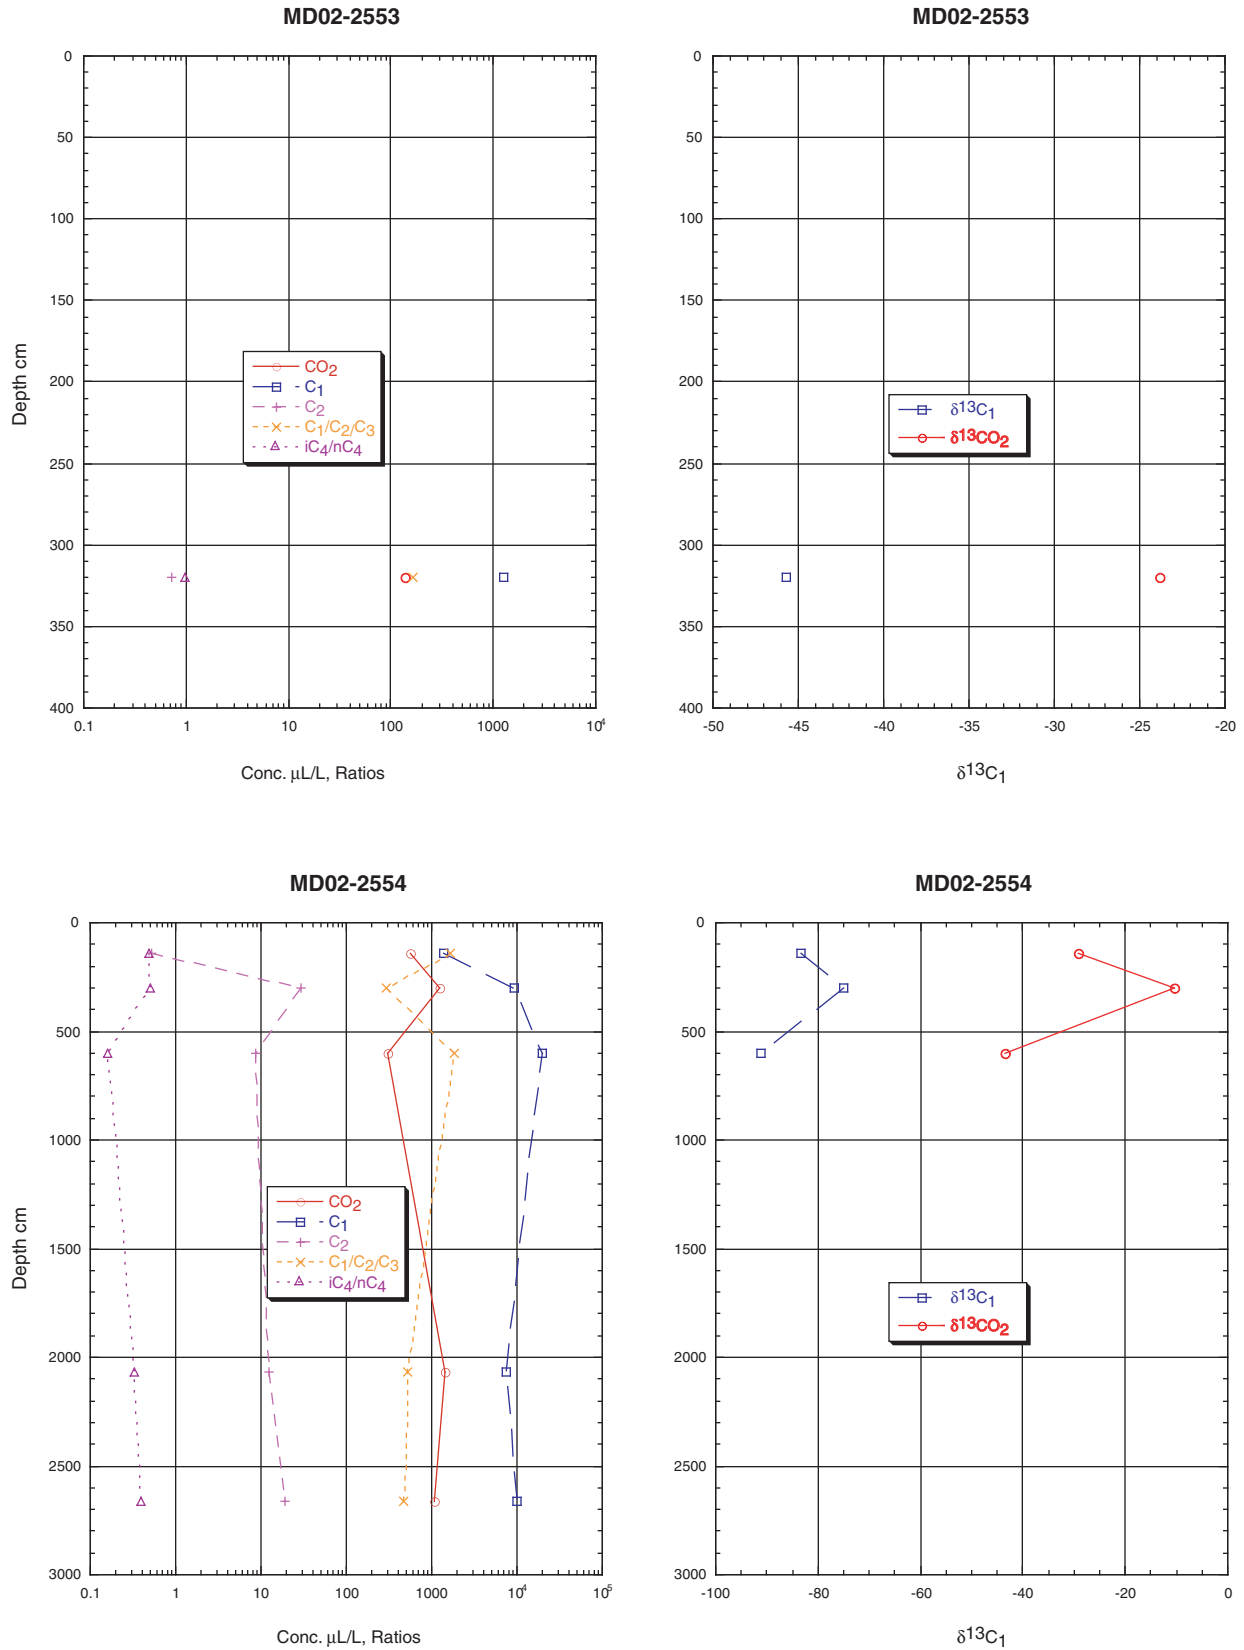 MD02-2553
0
50
100
150
200
250
300
350
400
Depth cm
CO2
C1
C2
C1/C2/C3
iC4/nC4
0.1 1 10 100 1000 10⁴
Conc. µL/L, Ratios
MD02-2553
0
50
100
150
200
250
300
350
400
δ13C1
δ13CO2
-50 -45 -40 -35 -30 -25 -20
δ13C1
MD02-2554
0
500
1000
1500
2000
2500
3000
Depth cm
CO2
C1
C2
C1/C2/C3
iC4/nC4
0.1 1 10 100 1000 10⁴ 10⁵
Conc. µL/L, Ratios
MD02-2554
0
500
1000
1500
2000
2500
3000
δ13C1
δ13CO2
-100 -80 -60 -40 -20 0
δ13C1